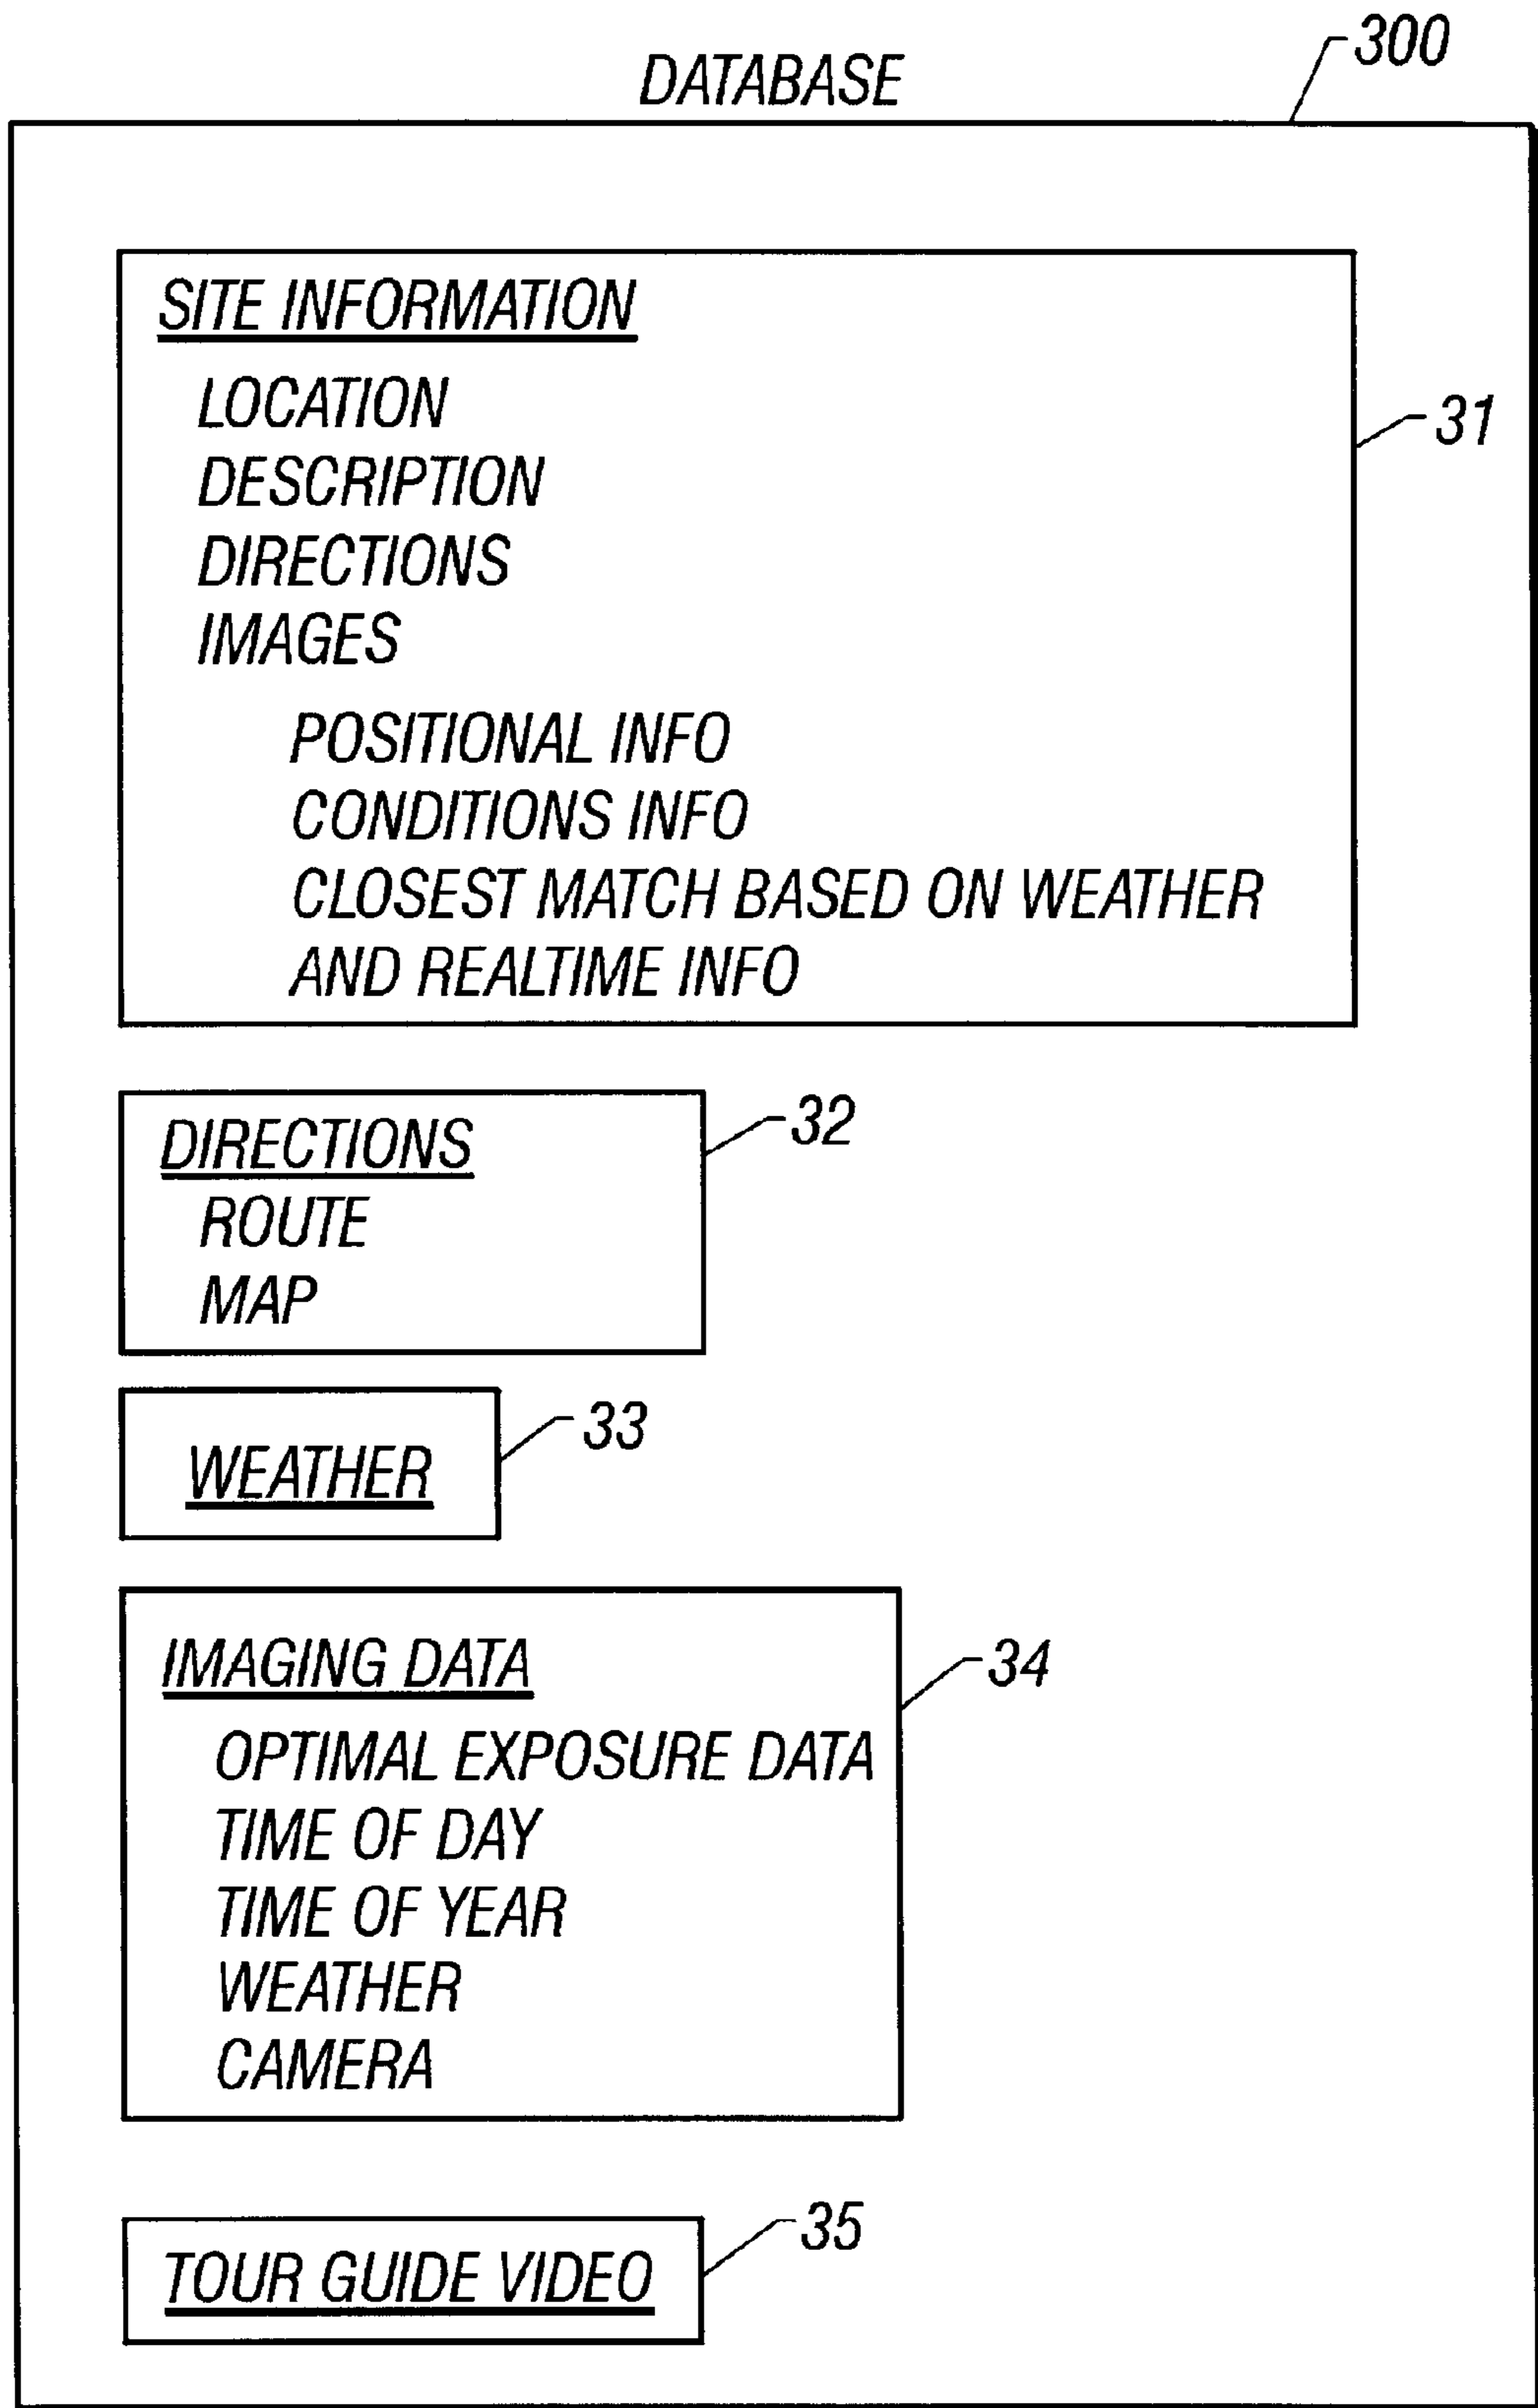 300
DATABASE
SITE INFORMATION
LOCATION
31
DESCRIPTION
DIRECTIONS
IMAGES
POSITIONAL INFO
CONDITIONS INFO
CLOSEST MATCH BASED ON WEATHER
AND REALTIME INFO
32
DIRECTIONS
ROUTE
MAP
33
WEATHER
IMAGING DATA
34
OPTIMAL EXPOSURE DATA
TIME OF DAY
TIME OF YEAR
WEATHER
CAMERA
35
TOUR GUIDE VIDEO